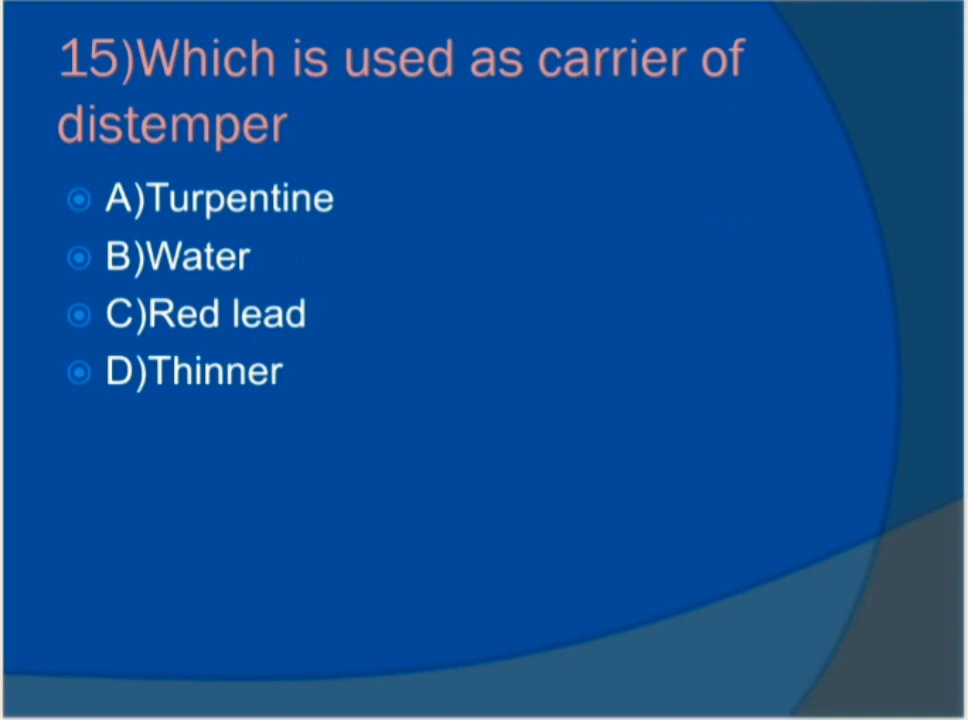 15)Which is used as carrier of
distemper
A)Turpentine
B)Water
C)Red lead
D)Thinner